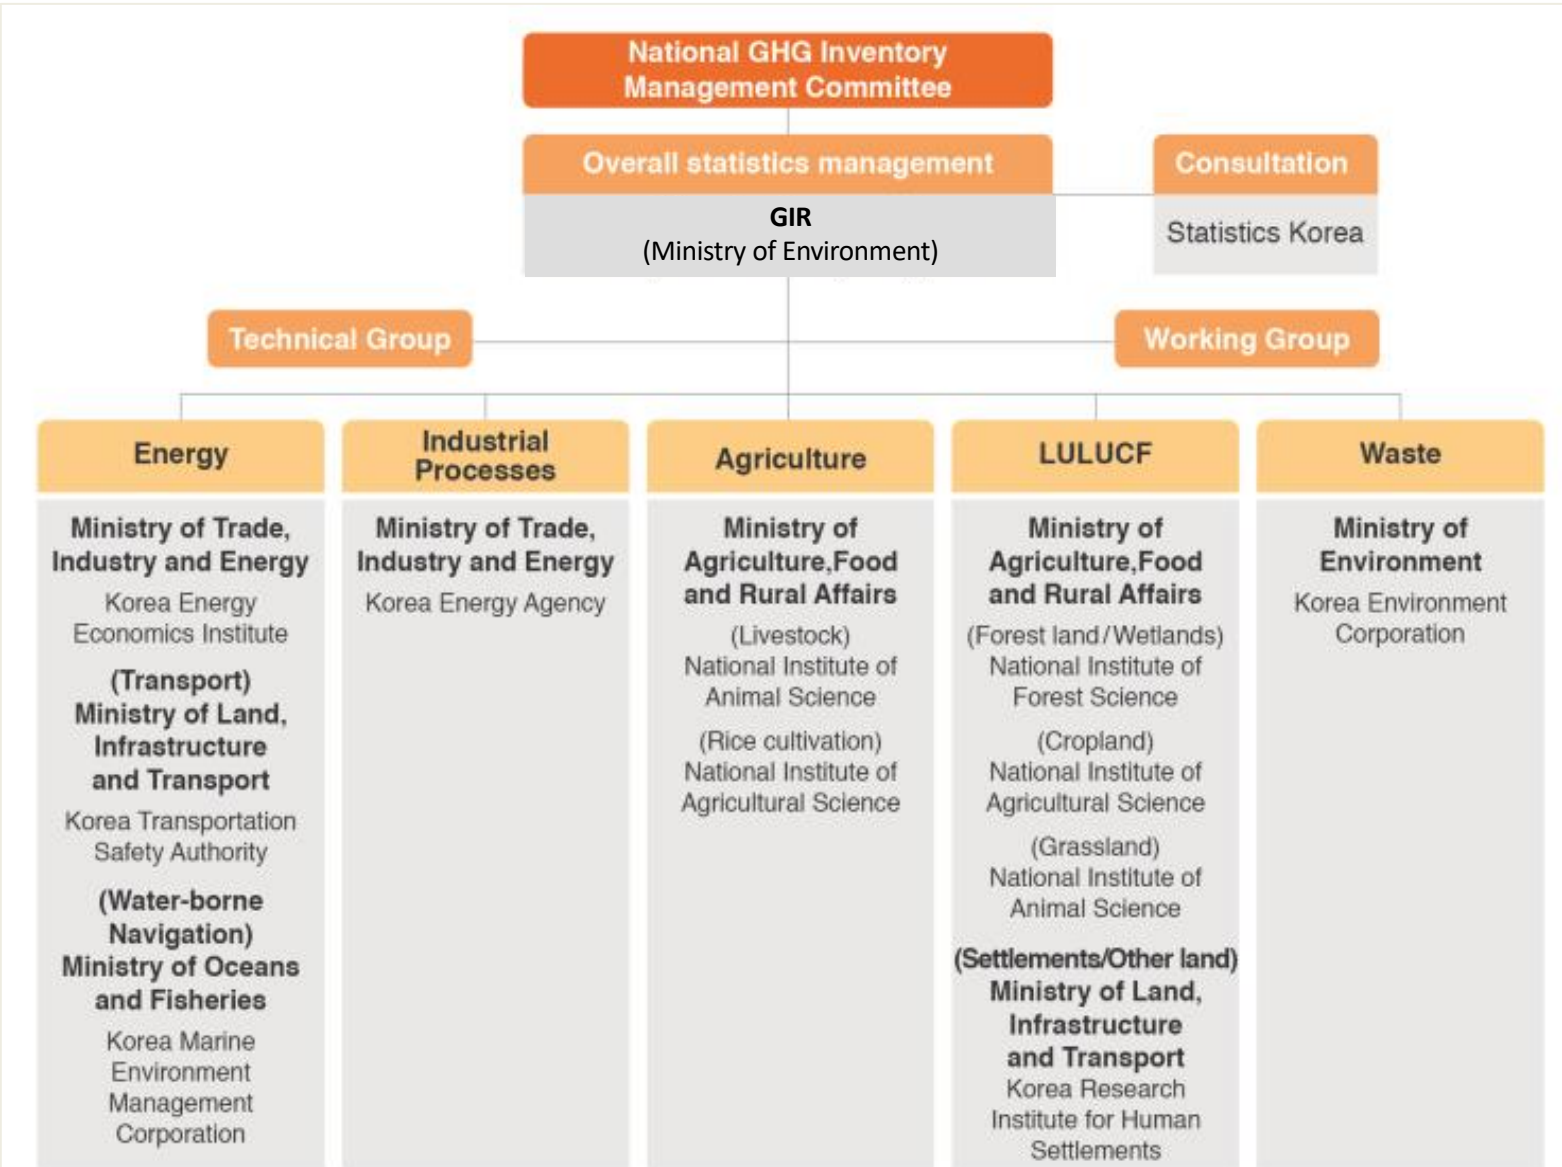 National GHG Inventory
Management Committee
Overall statistics management
GIR
(Ministry of Environment)
Consultation
Statistics Korea
Technical Group
Working Group
Energy
Ministry of Trade,
Industry and Energy
Korea Energy
Economics Institute
(Transport)
Ministry of Land,
Infrastructure
and Transport
Korea Transportation
Safety Authority
(Water-borne
Navigation)
Ministry of Oceans
and Fisheries
Korea Marine
Environment
Management
Corporation
Industrial
Processes
Ministry of Trade,
Industry and Energy
Korea Energy Agency
Agriculture
Ministry of
Agriculture,Food
and Rural Affairs
(Livestock)
National Institute of
Animal Science
(Rice cultivation)
National Institute of
Agricultural Science
LULUCF
Ministry of
Agriculture,Food
and Rural Affairs
(Forest land/Wetlands)
National Institute of
Forest Science
(Cropland)
National Institute of
Agricultural Science
(Grassland)
National Institute of
Animal Science
(Settlements/Other land)
Ministry of Land,
Infrastructure
and Transport
Korea Research
Institute for Human
Settlements
Waste
Ministry of
Environment
Korea Environment
Corporation